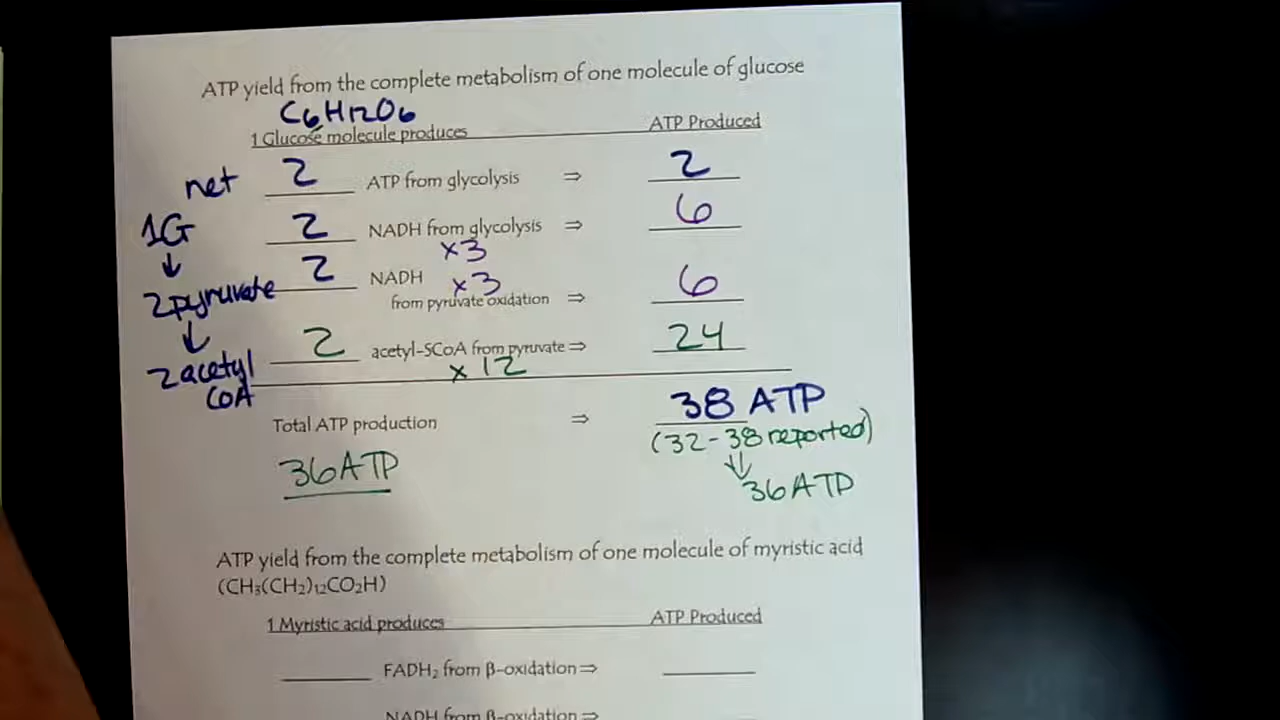 ATP yield from the complete metabolism of one molecule of glucose
C6H12O6
1 Glucose molecule produces ATP Produced
net 2 ATP from glycolysis ⇒ 2
1G 2 NADH from glycolysis ⇒ 6
↓ x3
2 NADH x3
2pyruvate from pyruvate oxidation ⇒ 6
↓
2 acetyl-SCoA from pyruvate ⇒ 24
2acetyl x12
CoA
Total ATP production ⇒ 38 ATP
(32-38 reported)
36ATP ⇓
36ATP
ATP yield from the complete metabolism of one molecule of myristic acid
(CH₃(CH₂)₁₂CO₂H)
1 Myristic acid produces ATP Produced
FADH₂ from β-oxidation ⇒
NADH from β-oxidation ⇒